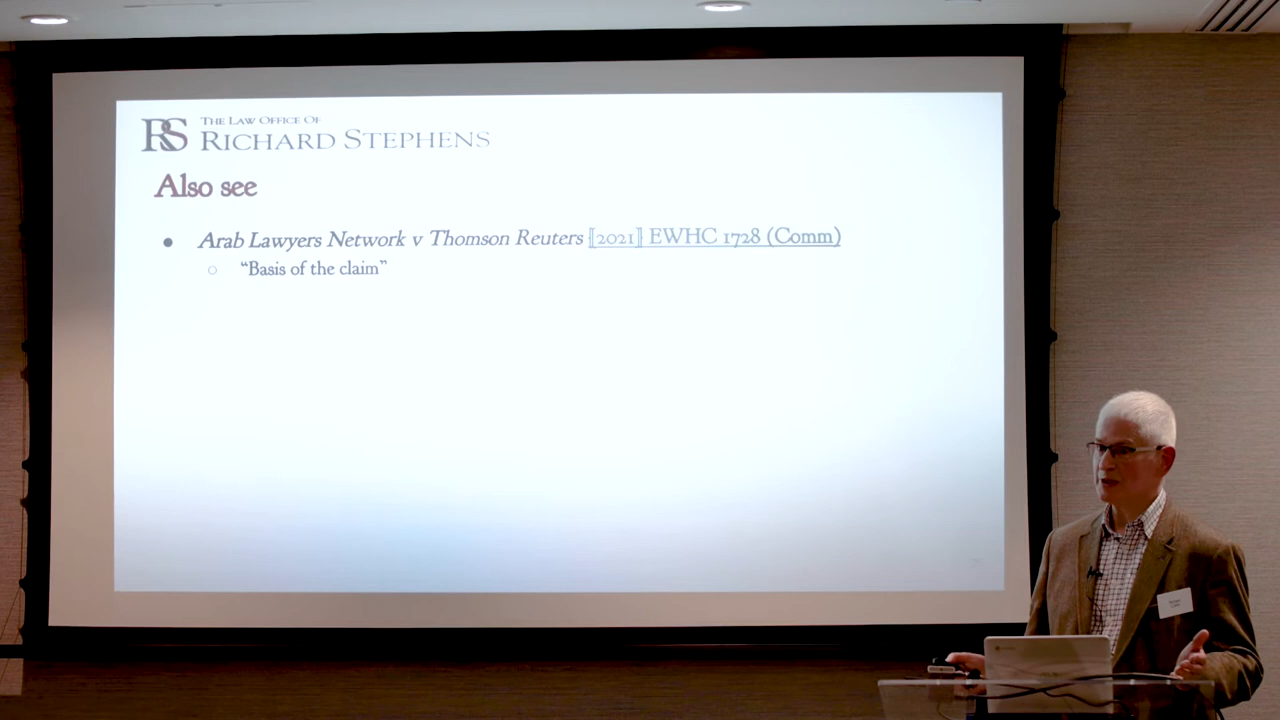 RS THE LAW OFFICE OF
RICHARD STEPHENS
Also see
● Arab Lawyers Network v Thomson Reuters [2021] EWHC 1728 (Comm)
○ “Basis of the claim”